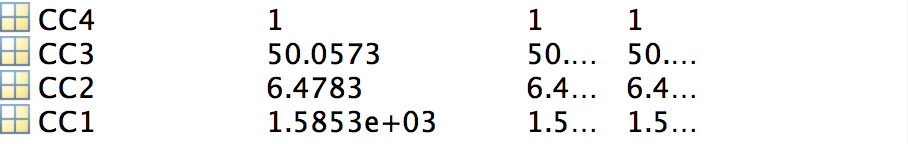 CC4 1 1 1
CC3 50.0573 50.... 50....
CC2 6.4783 6.4... 6.4...
CC1 1.5853e+03 1.5... 1.5...